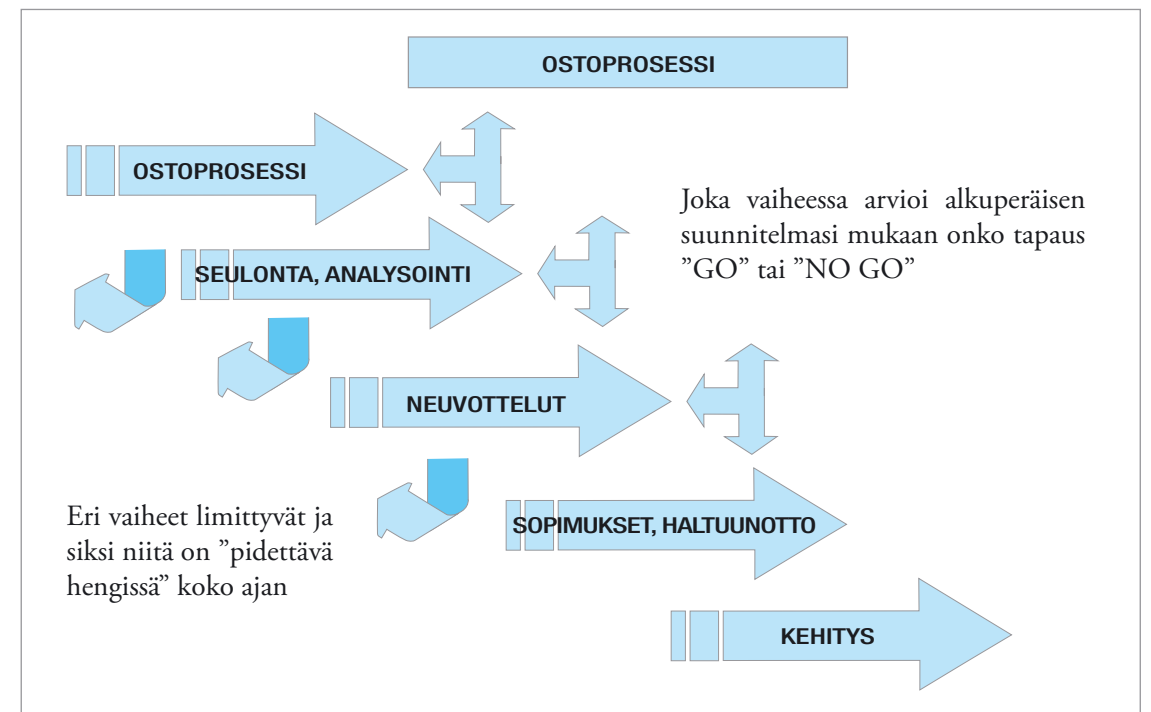 OSTOPROSESSI
OSTOPROSESSI
Joka vaiheessa arvioi alkuperäisen
suunnitelmasi mukaan onko tapaus
”GO” tai ”NO GO”
SEULONTA, ANALYSOINTI
NEUVOTTELUT
Eri vaiheet limittyvät ja
siksi niitä on ”pidettävä
hengissä” koko ajan
SOPIMUKSET, HALTUUNOTTO
KEHITYS